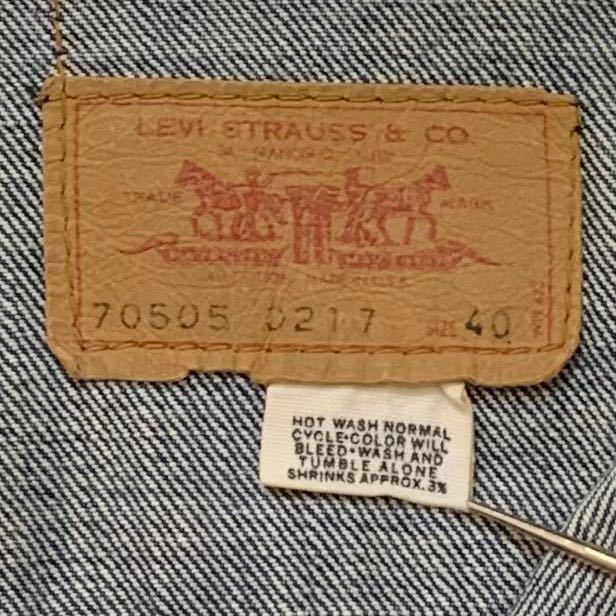 LEVI STRAUSS & CO.
TRADE MARK
70505 0217 SIZE 40
HOT WASH NORMAL
CYCLE•COLOR WILL
BLEED•WASH AND
TUMBLE ALONE
SHRINKS APPROX. 3%